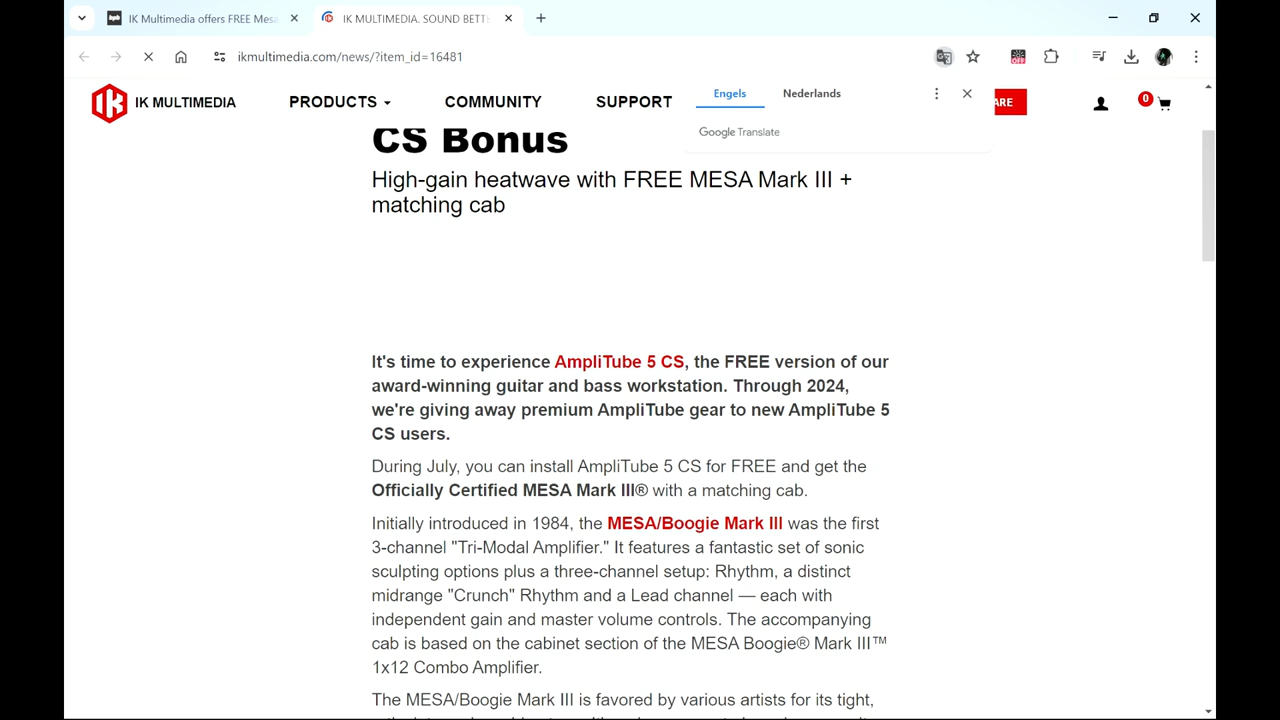 IK Multimedia offers FREE Mesa
IK MULTIMEDIA. SOUND BETT
ikmultimedia.com/news/?item_id=16481
OFF
IK MULTIMEDIA
PRODUCTS
COMMUNITY
SUPPORT
Engels
Nederlands
ARE
0
Google Translate
CS Bonus
High-gain heatwave with FREE MESA Mark III +
matching cab
It's time to experience AmpliTube 5 CS, the FREE version of our
award-winning guitar and bass workstation. Through 2024,
we're giving away premium AmpliTube gear to new AmpliTube 5
CS users.
During July, you can install AmpliTube 5 CS for FREE and get the
Officially Certified MESA Mark III® with a matching cab.
Initially introduced in 1984, the MESA/Boogie Mark III was the first
3-channel "Tri-Modal Amplifier." It features a fantastic set of sonic
sculpting options plus a three-channel setup: Rhythm, a distinct
midrange "Crunch" Rhythm and a Lead channel — each with
independent gain and master volume controls. The accompanying
cab is based on the cabinet section of the MESA Boogie® Mark III™
1x12 Combo Amplifier.
The MESA/Boogie Mark III is favored by various artists for its tight,